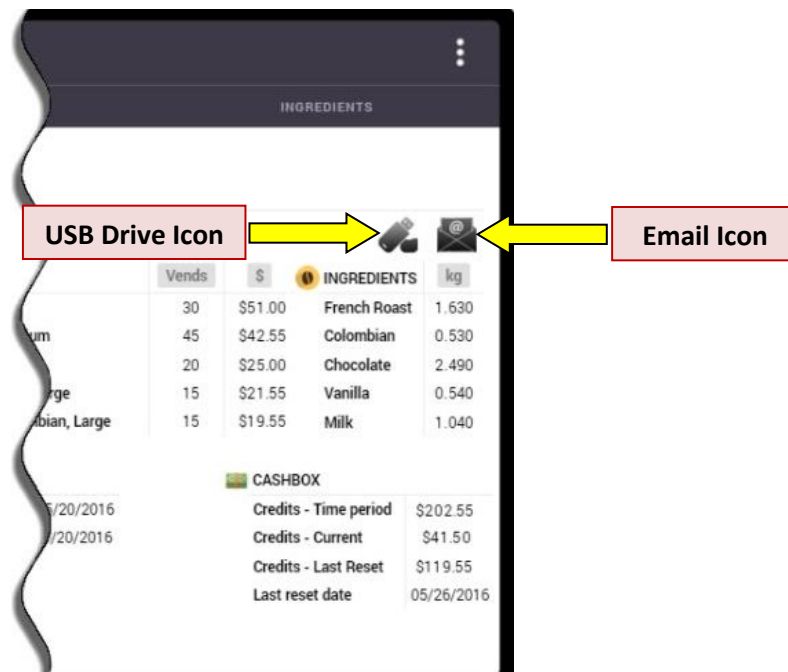 INGREDIENTS
USB Drive Icon
@
Email Icon
Vends $ INGREDIENTS kg
30 $51.00 French Roast 1.630
um 45 $42.55 Colombian 0.530
20 $25.00 Chocolate 2.490
rge 15 $21.55 Vanilla 0.540
bian, Large 15 $19.55 Milk 1.040
CASHBOX
5/20/2016 Credits - Time period $202.55
/20/2016 Credits - Current $41.50
Credits - Last Reset $119.55
Last reset date 05/26/2016